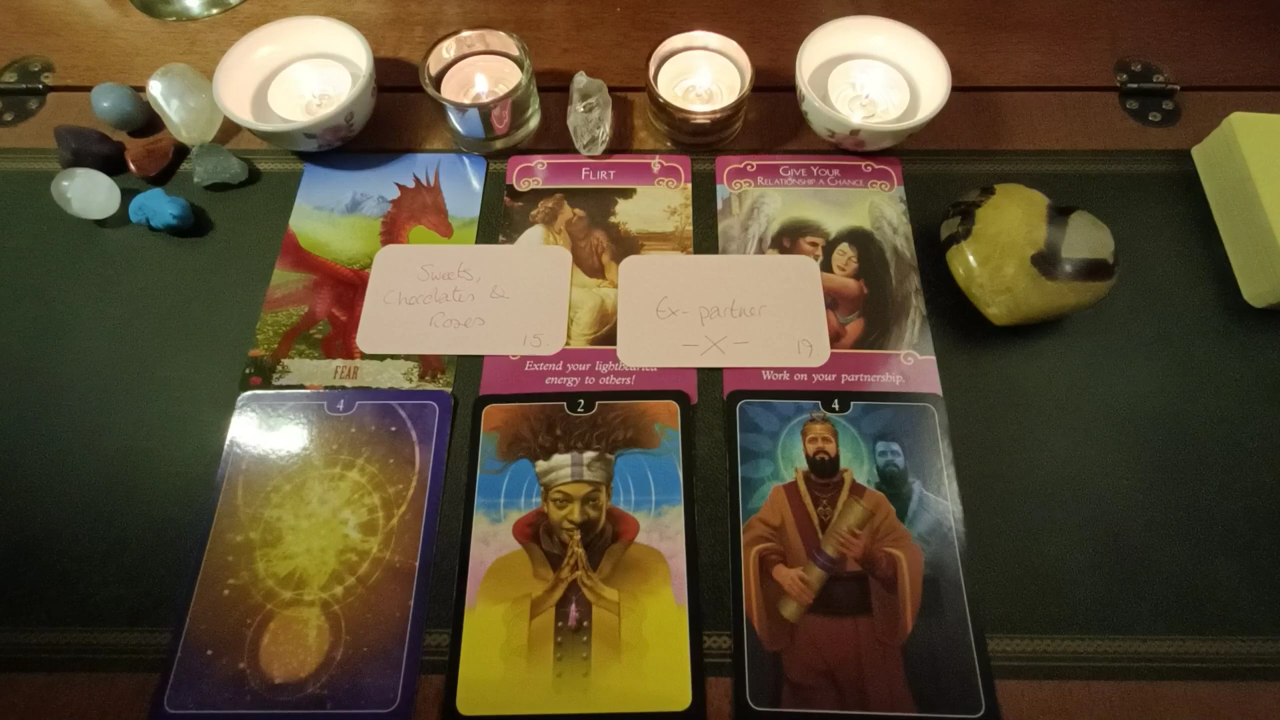 FLIRT
GIVE YOUR
RELATIONSHIP A CHANCE
Sweets,
Chocolates &
Roses
15.
Ex-partner
-X-
19
FEAR
Extend your lighthearted
energy to others!
Work on your partnership.
4
2
4